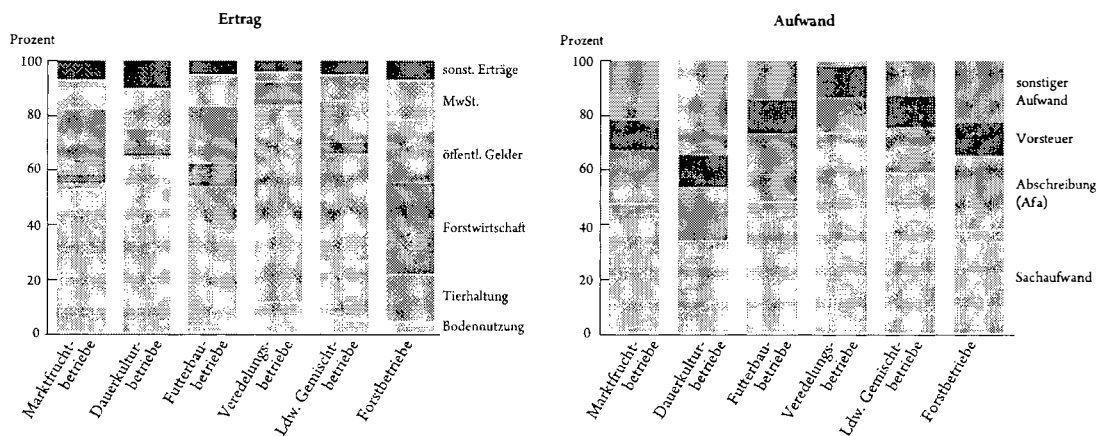 Ertrag
Prozent
100
80
60
40
20
0
sonst. Erträge
MwSt.
öffentl. Gelder
Forstwirtschaft
Tierhaltung
Bodennutzung
Marktfrucht-
betriebe
Dauerkultur-
betriebe
Futterbau-
betriebe
Veredelungs-
betriebe
Ldw. Gemischt-
betriebe
Forstbetriebe
Aufwand
Prozent
100
80
60
40
20
0
sonstiger
Aufwand
Vorsteuer
Abschreibung
(Afa)
Sachaufwand
Marktfrucht-
betriebe
Dauerkultur-
betriebe
Futterbau-
betriebe
Veredelungs-
betriebe
Ldw. Gemischt-
betriebe
Forstbetriebe